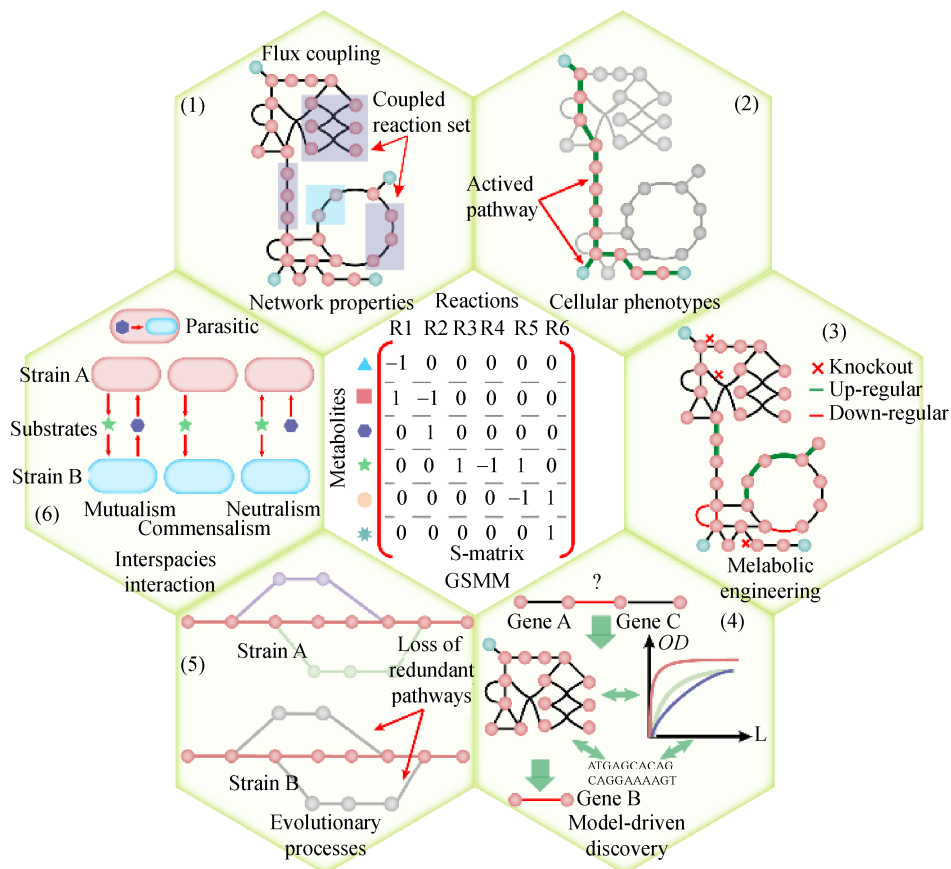 (1)
Flux coupling
Coupled
reaction set
Network properties
(2)
Actived
pathway
Cellular phenotypes
(3)
Knockout
Up-regular
Down-regular
Melabolic
engineering
Reactions
R1 R2 R3 R4 R5 R6
Metabolites
−1 0 0 0 0 0
1 −1 0 0 0 0
0 1 0 0 0 0
0 0 1 −1 1 0
0 0 0 0 −1 1
0 0 0 0 0 1
S-matrix
GSMM
Parasitic
Strain A
Substrates
Strain B
Mutualism
Neutralism
Commensalism
(6)
Interspacies
interaction
(5)
Strain A
Loss of
redundant
pathways
Strain B
Evolutionary
processes
?
Gene A
Gene C
(4)
OD
L
ATGAGCACAG
CAGGAAAAGT
Gene B
Model-driven
discovery